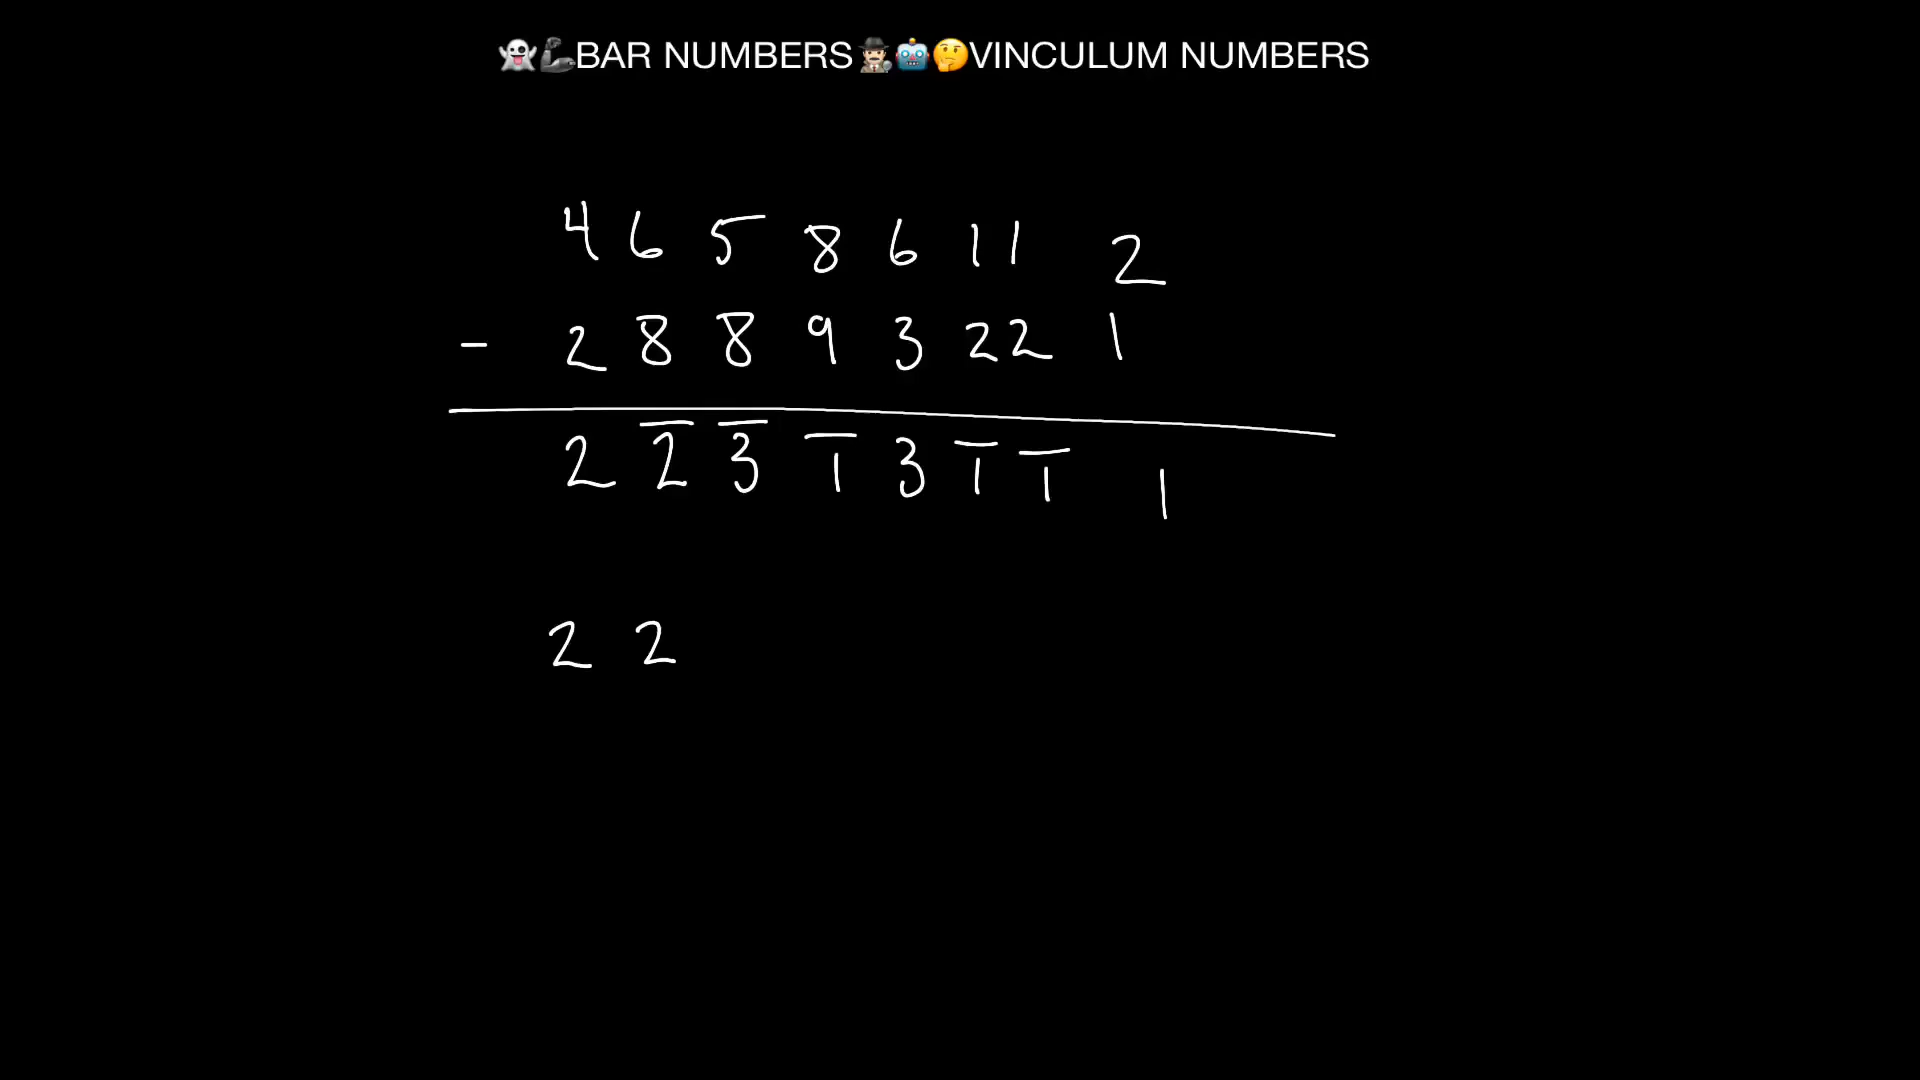 👻🦾BAR NUMBERS🕵🏻‍♂️🤖🤔VINCULUM NUMBERS
4 6 5 8 6 1 1 2
- 2 8 8 9 3 2 2 1
2 2̅ 3̅ 1̅ 3 1̅ 1̅ 1
2 2